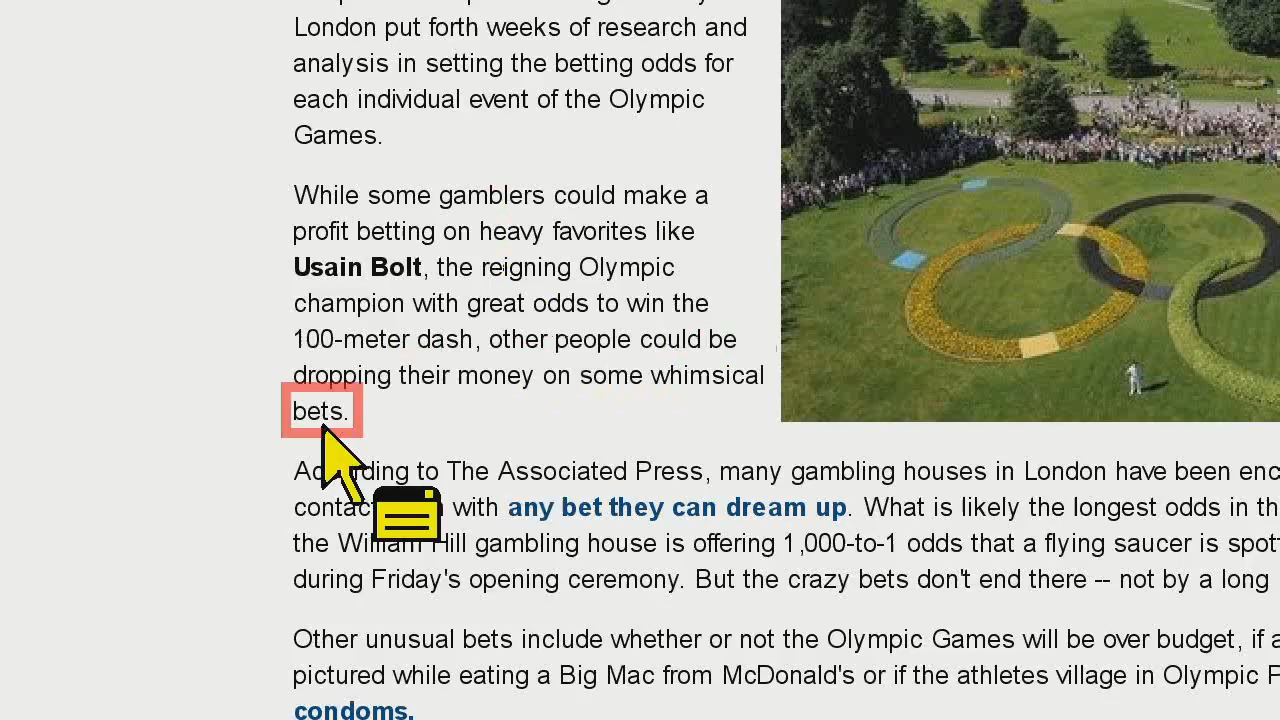 London put forth weeks of research and
analysis in setting the betting odds for
each individual event of the Olympic
Games.
While some gamblers could make a
profit betting on heavy favorites like
Usain Bolt, the reigning Olympic
champion with great odds to win the
100-meter dash, other people could be
dropping their money on some whimsical
bets.
According to The Associated Press, many gambling houses in London have been
with any bet they can dream up. What is likely the longest odds in
the William Hill gambling house is offering 1,000-to-1 odds that a flying saucer is
during Friday's opening ceremony. But the crazy bets don't end there -- not by a long
Other unusual bets include whether or not the Olympic Games will be over budget, if
pictured while eating a Big Mac from McDonald's or if the athletes village in Olympic
condoms.